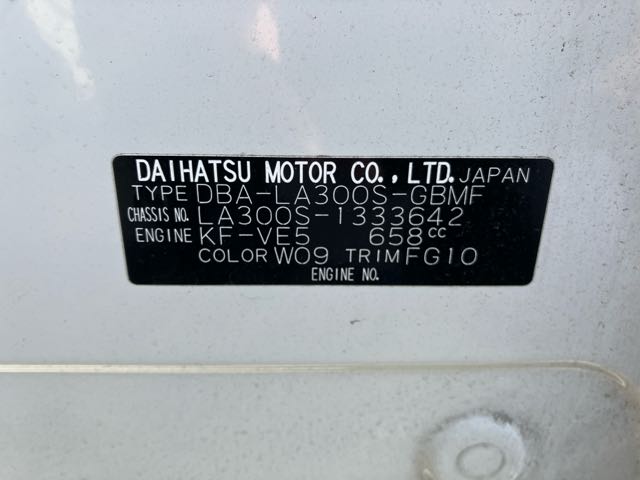 DAIHATSU MOTOR CO., LTD. JAPAN
TYPE DBA-LA300S-GBMF
CHASSIS NO. LA300S-1333642
ENGINE KF-VE5 658cc
COLOR W09 TRIM FG10
ENGINE NO.